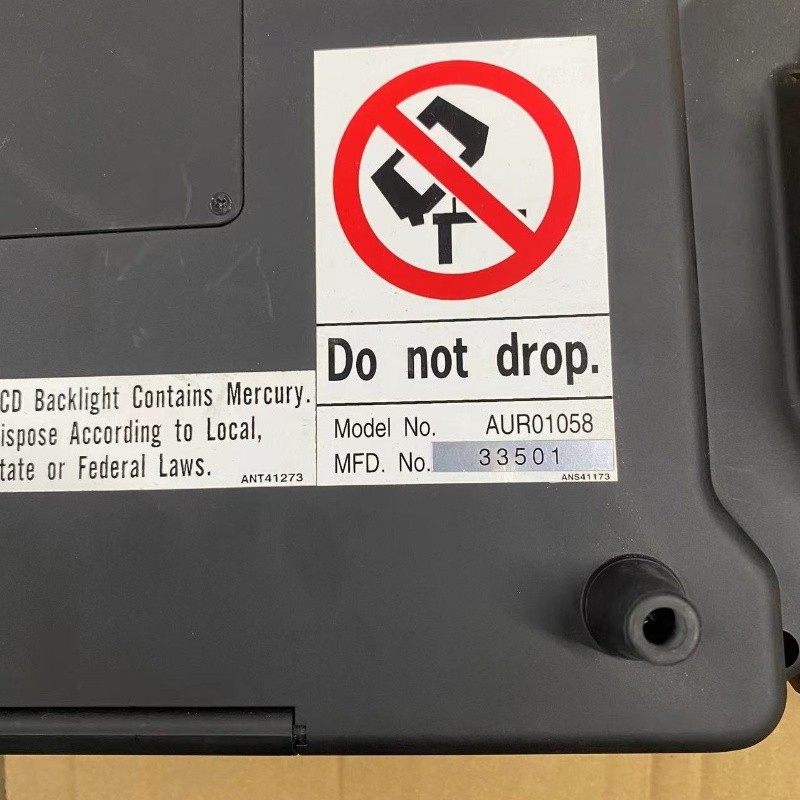 Do not drop.
Model No. AUR01058
MFD. No. 33501
ANS41173
CD Backlight Contains Mercury.
ispose According to Local,
tate or Federal Laws.
ANT41273